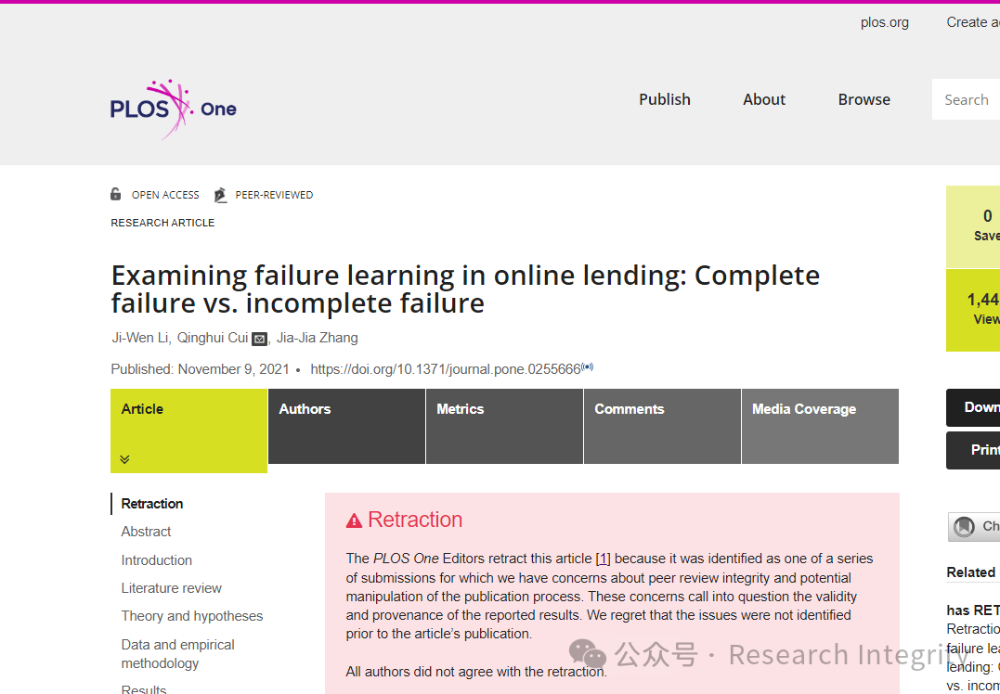 plos.org
Create a
PLOS One
Publish
About
Browse
Search
OPEN ACCESS
PEER-REVIEWED
RESEARCH ARTICLE
0
Save
Examining failure learning in online lending: Complete
failure vs. incomplete failure
1,44
View
Ji-Wen Li, Qinghui Cui , Jia-Jia Zhang
Published: November 9, 2021 • https://doi.org/10.1371/journal.pone.0255666
Article
Authors
Metrics
Comments
Media Coverage
Down
Print
Retraction
Abstract
Introduction
Literature review
Theory and hypotheses
Data and empirical
methodology
Results
Retraction
The PLOS One Editors retract this article [1] because it was identified as one of a series
of submissions for which we have concerns about peer review integrity and potential
manipulation of the publication process. These concerns call into question the validity
and provenance of the reported results. We regret that the issues were not identified
prior to the article's publication.
All authors did not agree with the retraction.
Ch
Related
has RET
Retractio
failure lea
lending: C
vs. incom
公众号 · Research Integrity